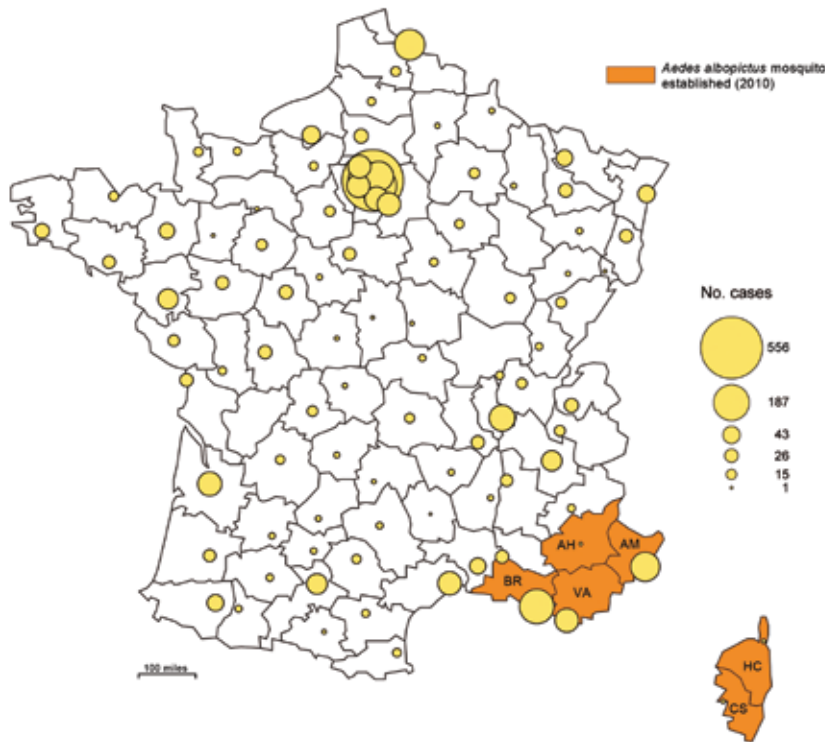 Aedes albopictus mosquito
established (2010)
No. cases
556
187
43
26
15
1
AH
AM
BR
VA
100 miles
HC
CS